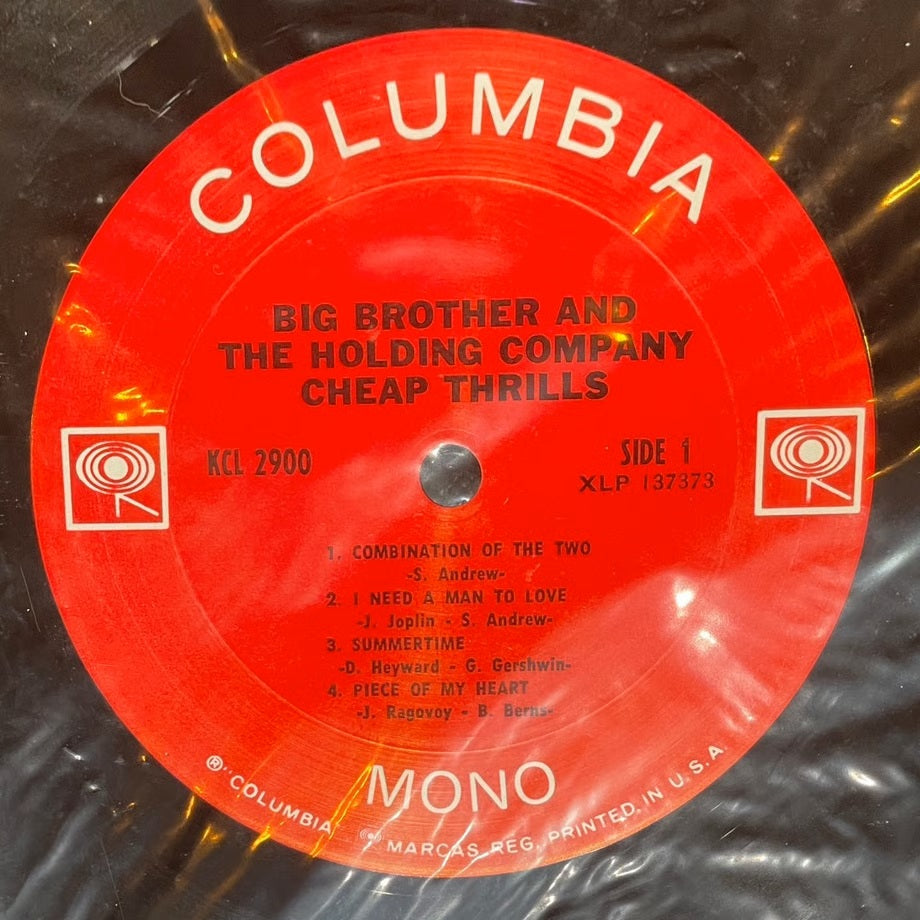 COLUMBIA
BIG BROTHER AND
THE HOLDING COMPANY
CHEAP THRILLS
KCL 2900
SIDE 1
XLP 137373
1. COMBINATION OF THE TWO
-S. Andrew-
2. I NEED A MAN TO LOVE
-J. Joplin - S. Andrew-
3. SUMMERTIME
-D. Heyward - G. Gershwin-
4. PIECE OF MY HEART
-J. Ragovoy - B. Berns-
MONO
® "COLUMBIA" MARCAS REG. PRINTED IN U.S.A